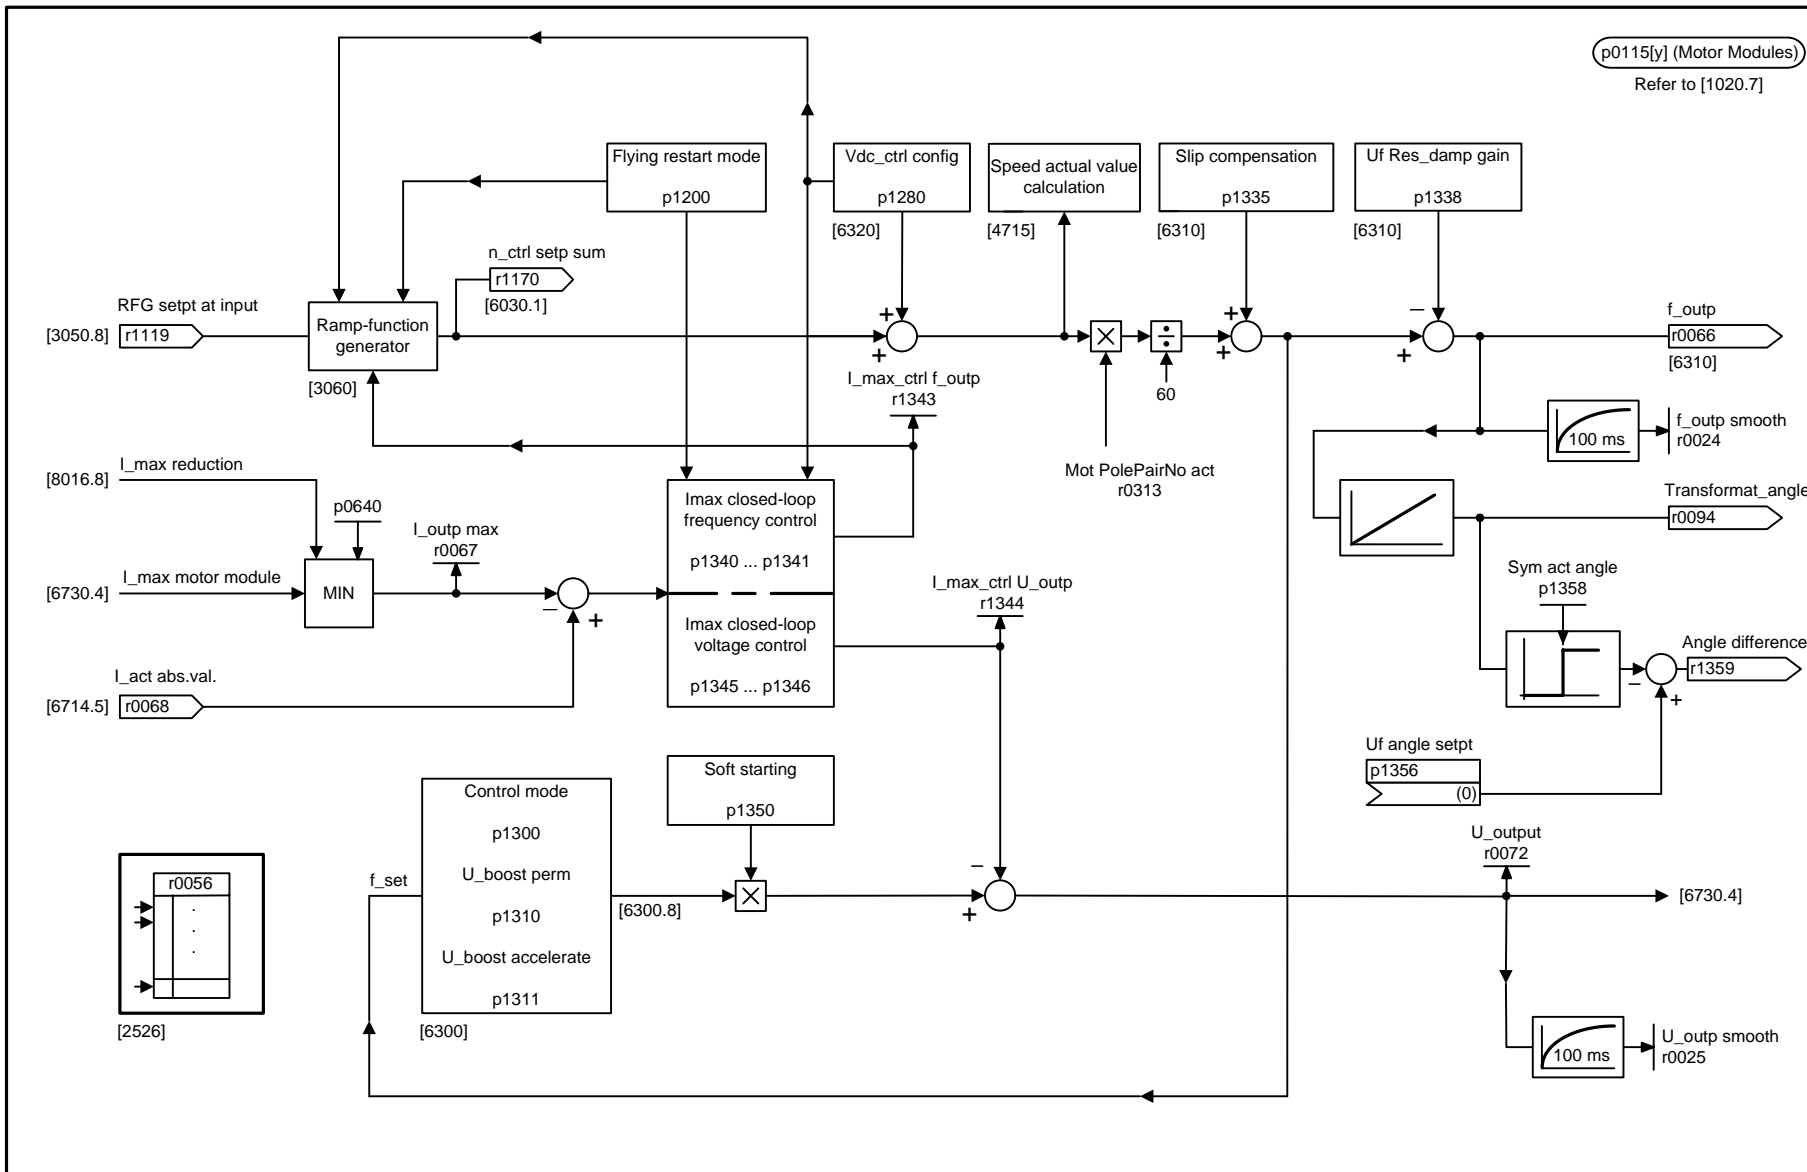 p0115[y] (Motor Modules)
Refer to [1020.7]
Flying restart mode
p1200
Vdc_ctrl config
p1280
[6320]
Speed actual value
calculation
[4715]
Slip compensation
p1335
[6310]
Uf Res_damp gain
p1338
[6310]
n_ctrl setp sum
r1170
[6030.1]
RFG setpt at input
[3050.8]
r1119
Ramp-function
generator
[3060]
+
+
+
+
–
+
60
f_outp
r0066
[6310]
I_max_ctrl f_outp
r1343
Mot PolePairNo act
r0313
100 ms
f_outp smooth
r0024
Transformat_angle
r0094
I_max reduction
[8016.8]
p0640
I_outp max
r0067
I_max motor module
[6730.4]
MIN
–
+
Imax closed-loop
frequency control
p1340 ... p1341
Imax closed-loop
voltage control
p1345 ... p1346
I_max_ctrl U_outp
r1344
Sym act angle
p1358
Angle difference
r1359
–
+
I_act abs.val.
[6714.5]
r0068
Uf angle setpt
p1356
(0)
Soft starting
p1350
Control mode
p1300
U_boost perm
p1310
U_boost accelerate
p1311
[6300]
f_set
[6300.8]
–
+
U_output
r0072
[6730.4]
r0056
.
.
.
[2526]
100 ms
U_outp smooth
r0025